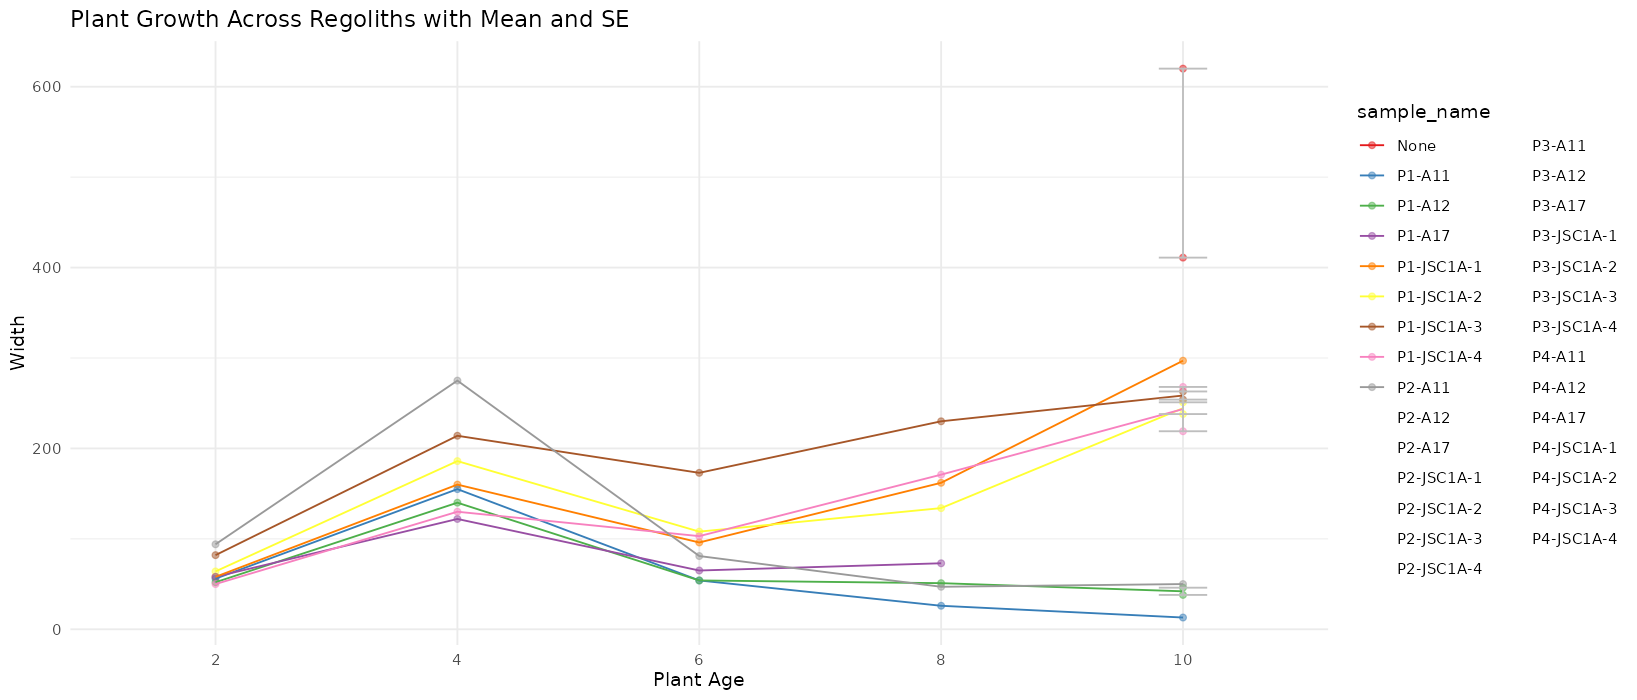 Plant Growth Across Regoliths with Mean and SE
600
400
200
0
Width
2 4 6 8 10
Plant Age
sample_name
None P3-A11
P1-A11 P3-A12
P1-A12 P3-A17
P1-A17 P3-JSC1A-1
P1-JSC1A-1 P3-JSC1A-2
P1-JSC1A-2 P3-JSC1A-3
P1-JSC1A-3 P3-JSC1A-4
P1-JSC1A-4 P4-A11
P2-A11 P4-A12
P2-A12 P4-A17
P2-A17 P4-JSC1A-1
P2-JSC1A-1 P4-JSC1A-2
P2-JSC1A-2 P4-JSC1A-3
P2-JSC1A-3 P4-JSC1A-4
P2-JSC1A-4